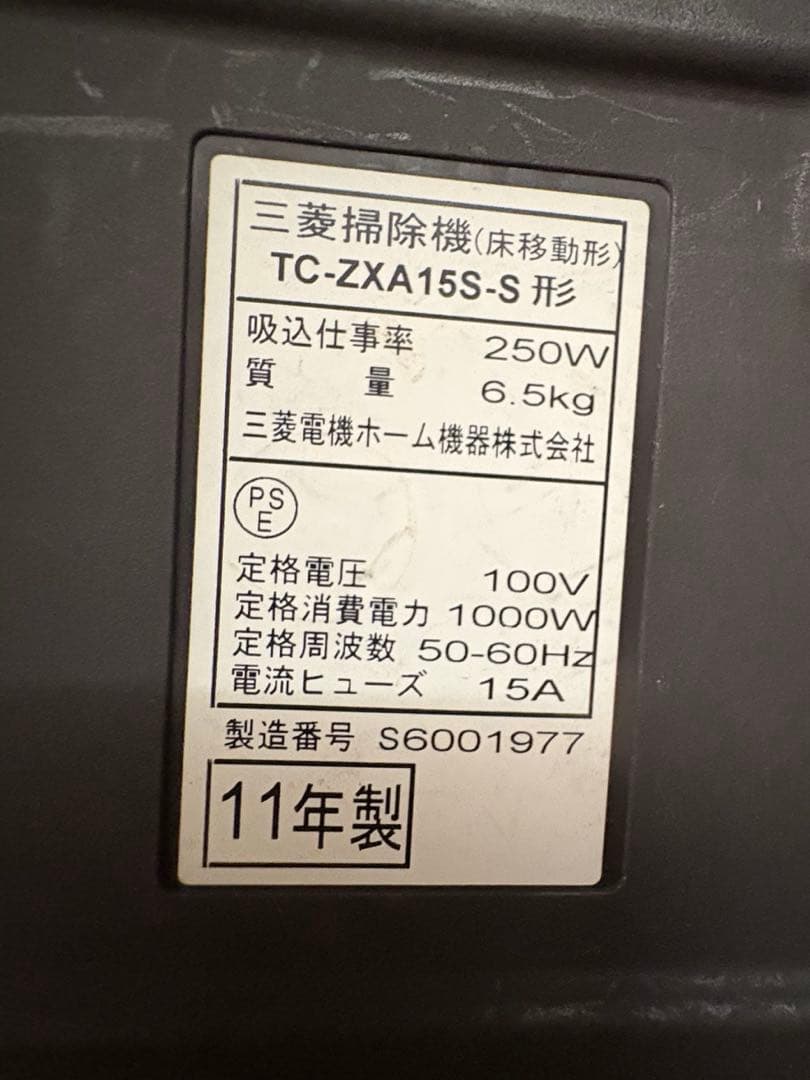 三菱掃除機(床移動形)
TC-ZXA15S-S 形
吸込仕事率 250W
質量 6.5kg
三菱電機ホーム機器株式会社
PS
E
定格電圧 100V
定格消費電力 1000W
定格周波数 50-60Hz
電流ヒューズ 15A
製造番号 S6001977
11年製